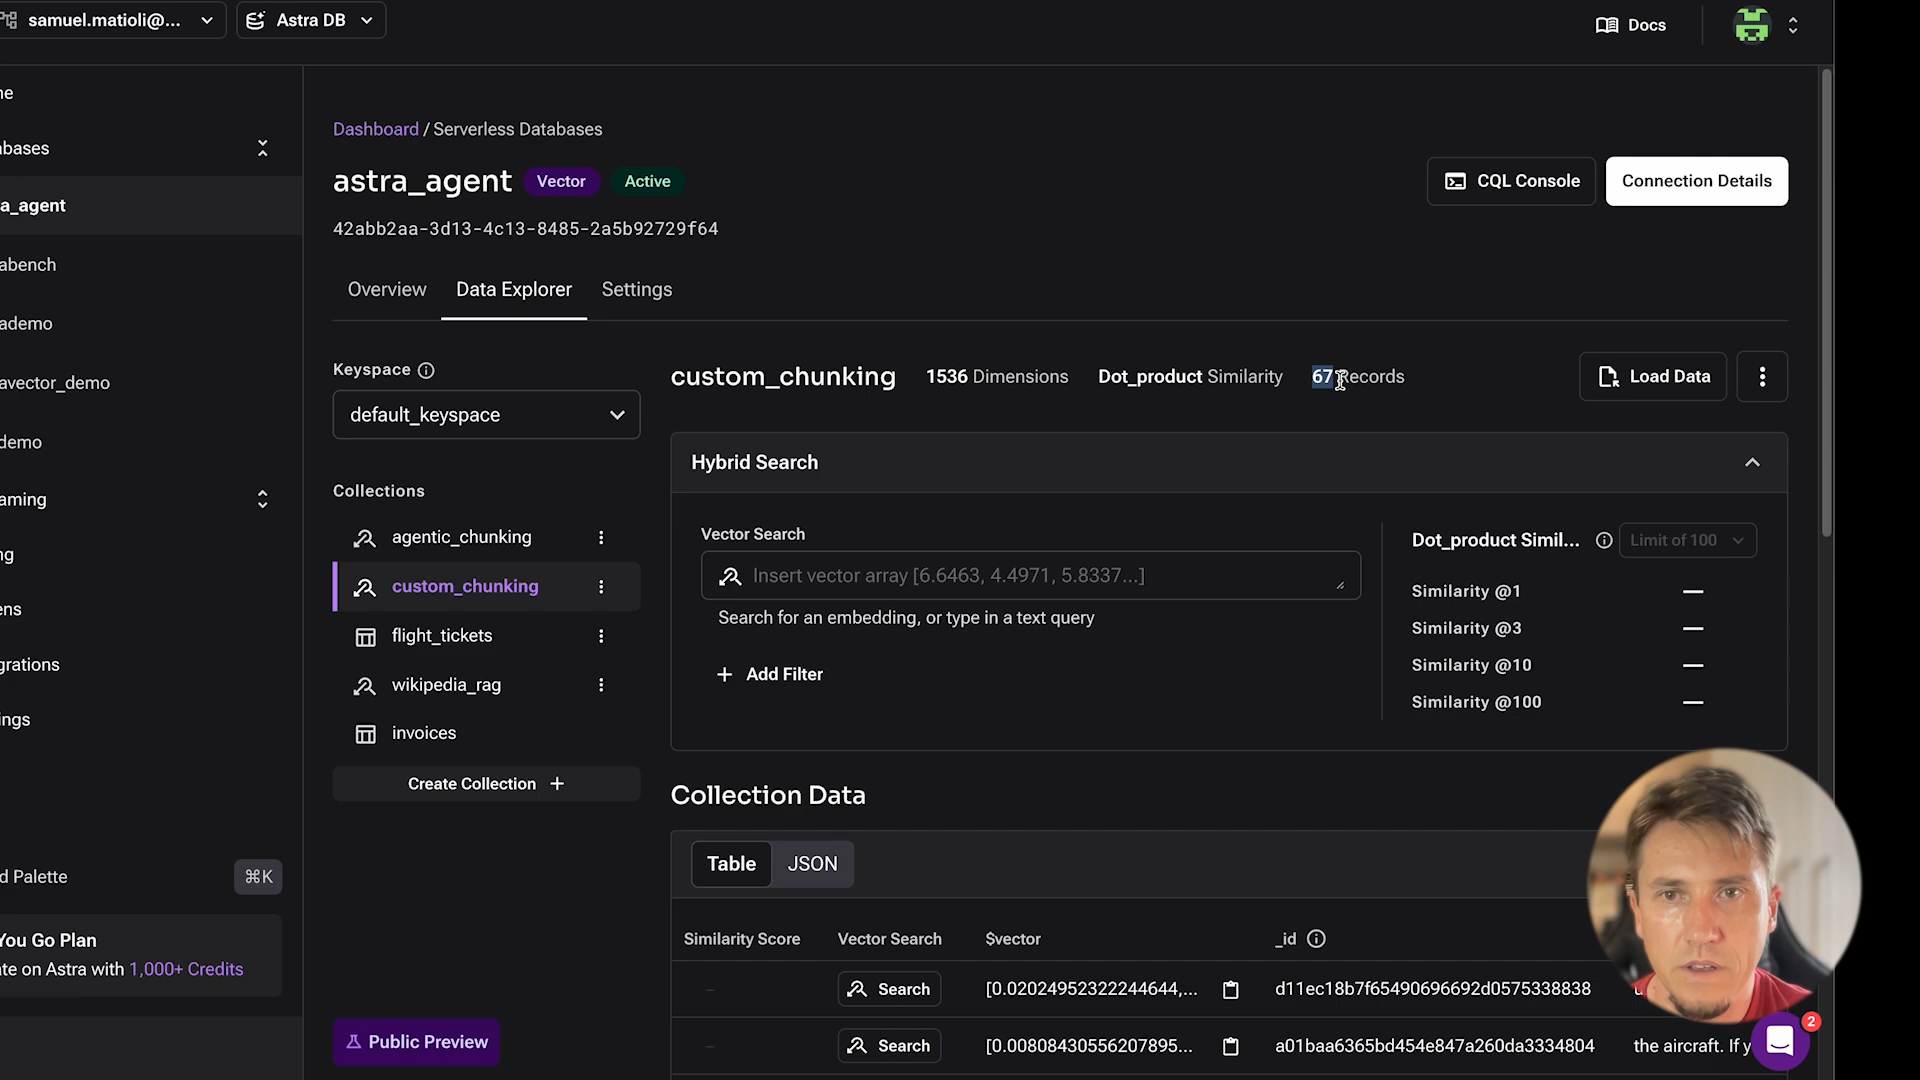 samuel.matioli@...
Astra DB
Docs
ne
abases
a_agent
abench
ademo
avector_demo
demo
aming
ng
ens
grations
ings
d Palette
⌘K
You Go Plan
ate on Astra with 1,000+ Credits
Dashboard / Serverless Databases
astra_agent Vector Active
CQL Console
Connection Details
42abb2aa-3d13-4c13-8485-2a5b92729f64
Overview Data Explorer Settings
Keyspace
default_keyspace
Collections
agentic_chunking
custom_chunking
flight_tickets
wikipedia_rag
invoices
Create Collection +
Public Preview
custom_chunking 1536 Dimensions Dot_product Similarity 67 Records
Load Data
Hybrid Search
Vector Search
Insert vector array [6.6463, 4.4971, 5.8337...]
Search for an embedding, or type in a text query
+ Add Filter
Dot_product Simil... Limit of 100
Similarity @1 —
Similarity @3 —
Similarity @10 —
Similarity @100 —
Collection Data
Table JSON
Similarity Score Vector Search $vector _id
– Search [0.02024952322244644,... d11ec18b7f65490696692d0575338838
– Search [0.00808430556207895... a01baa6365bd454e847a260da3334804 the aircraft. If y
2